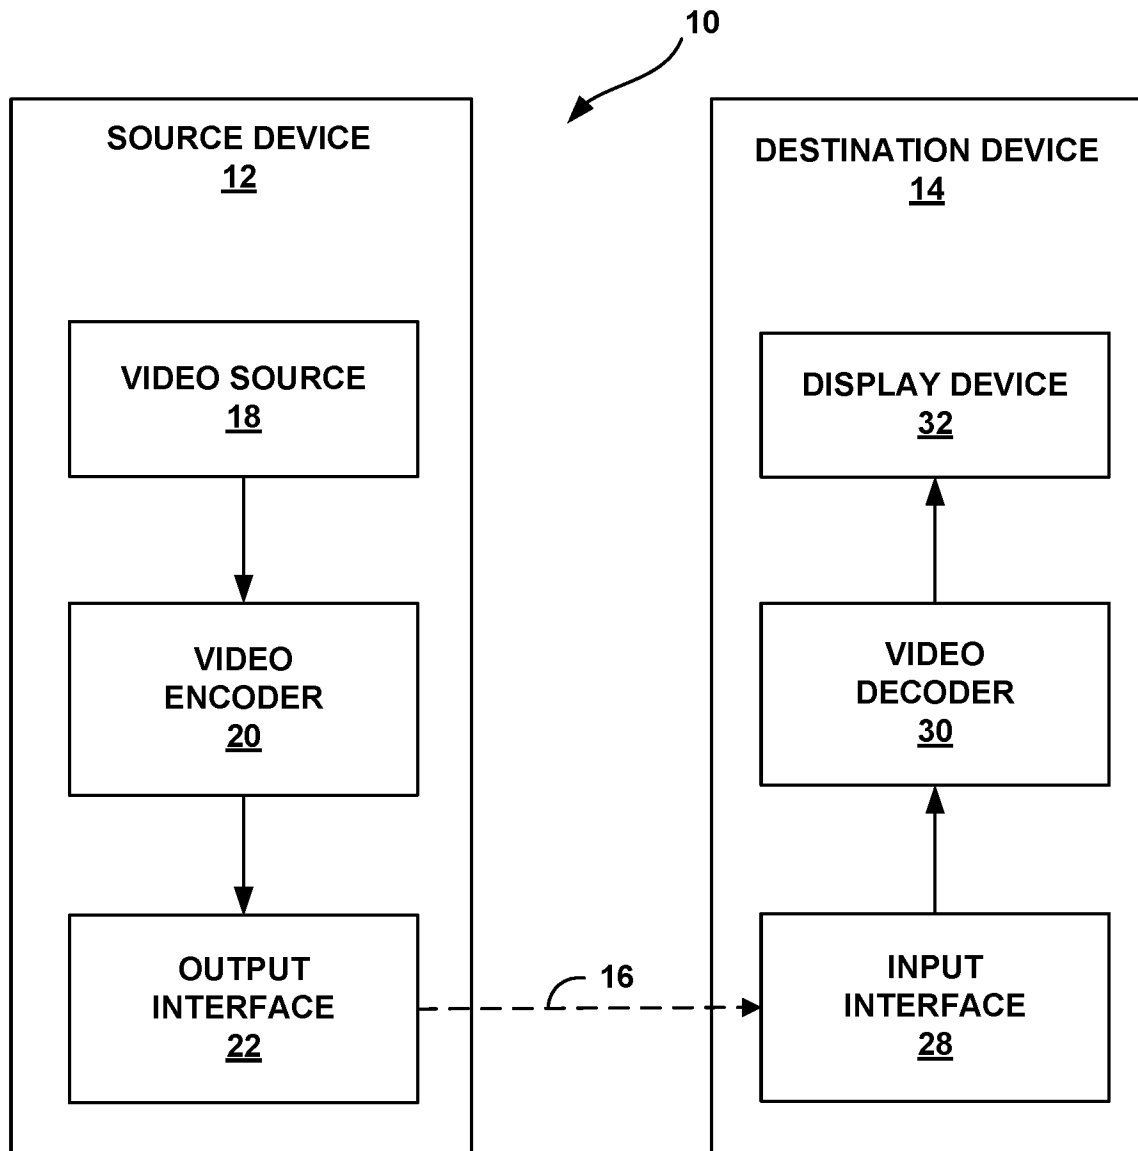 10
SOURCE DEVICE
12
VIDEO SOURCE
18
VIDEO
ENCODER
20
OUTPUT
INTERFACE
22
16
DESTINATION DEVICE
14
DISPLAY DEVICE
32
VIDEO
DECODER
30
INPUT
INTERFACE
28